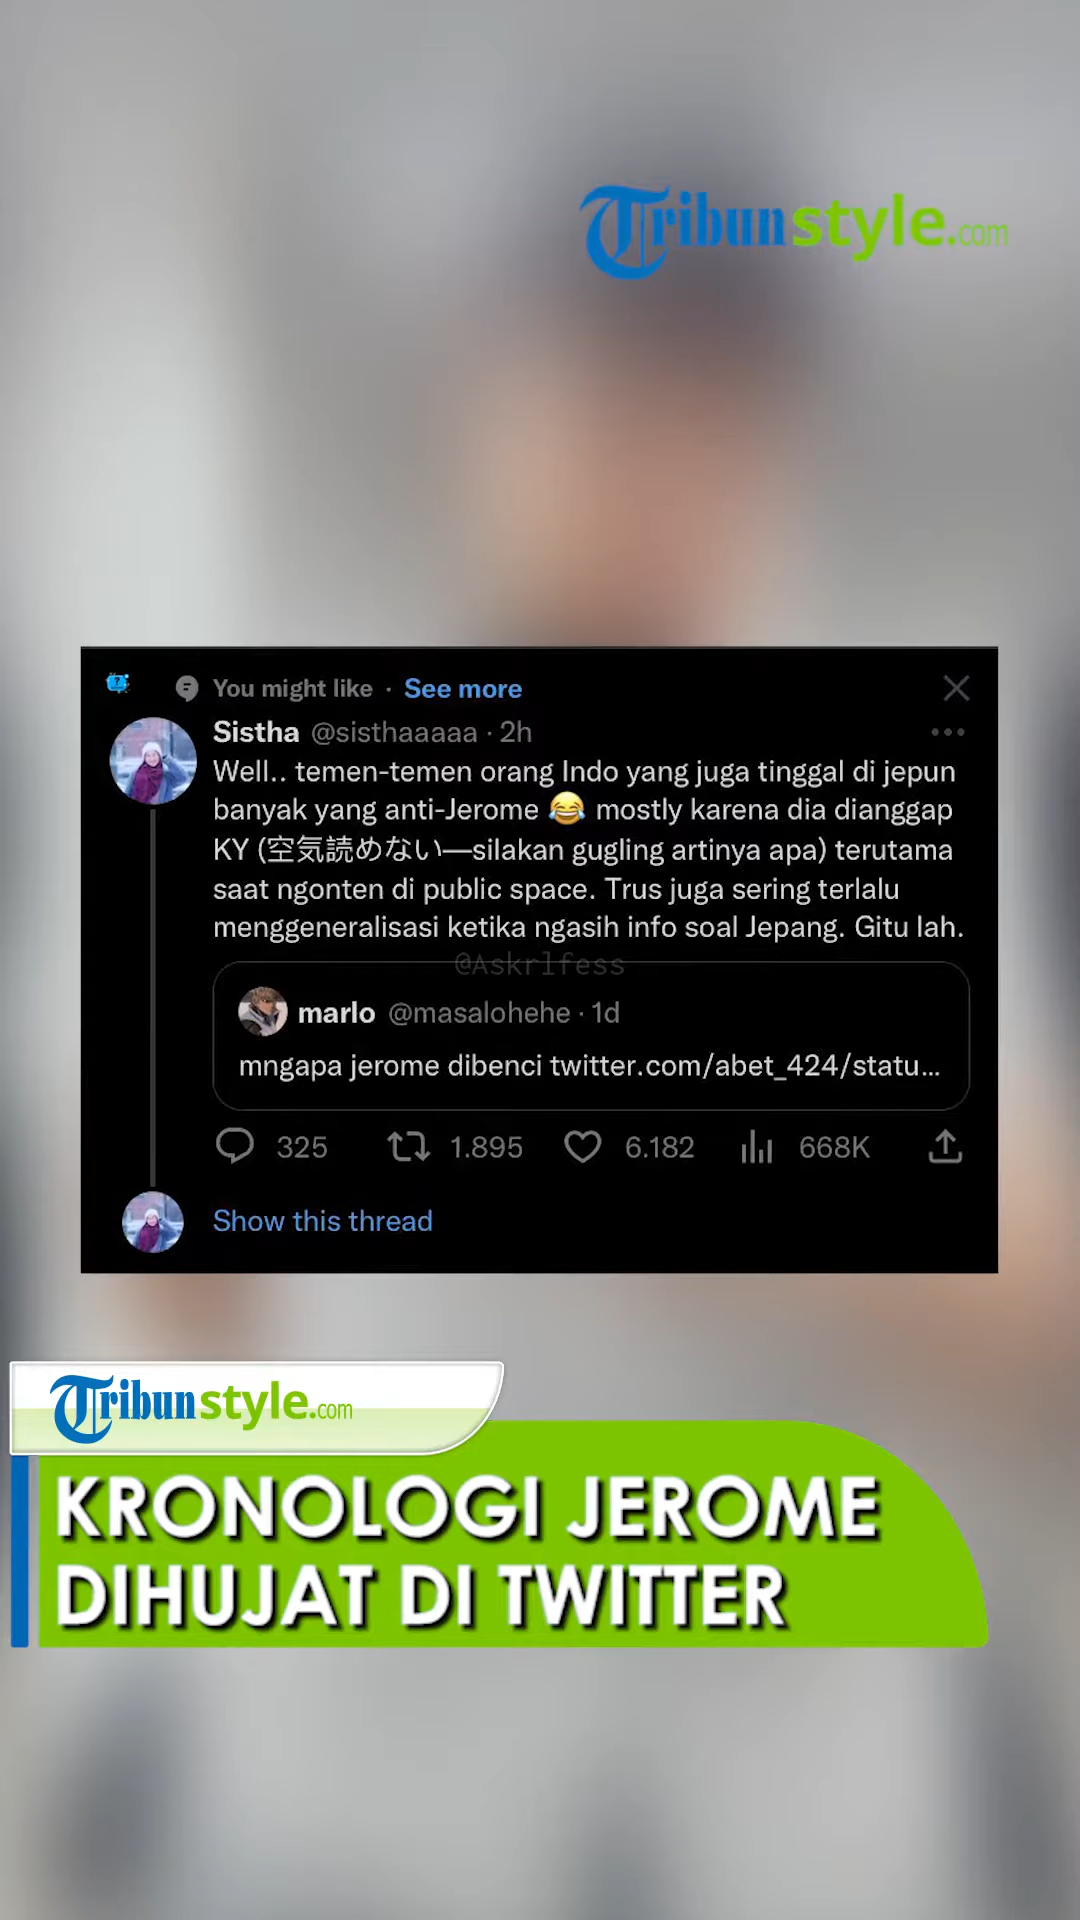 Tribunstyle.com
You might like · See more
Sistha @sisthaaaaa · 2h
Well.. temen-temen orang Indo yang juga tinggal di jepun
banyak yang anti-Jerome 😂 mostly karena dia dianggap
KY (空気読めない—silakan gugling artinya apa) terutama
saat ngonten di public space. Trus juga sering terlalu
menggeneralisasi ketika ngasih info soal Jepang. Gitu lah.
@Askrlfess
marlo @masalohehe · 1d
mngapa jerome dibenci twitter.com/abet_424/statu...
325 1.895 6.182 668K
Show this thread
Tribunstyle.com
KRONOLOGI JEROME
DIHUJAT DI TWITTER